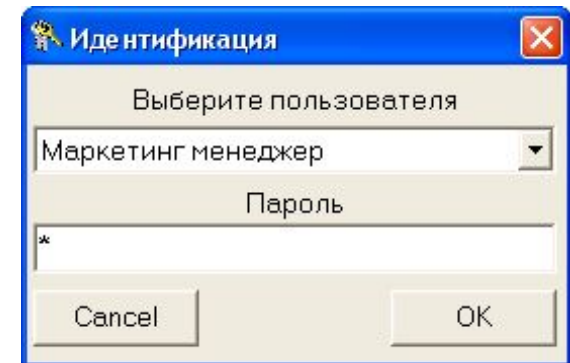 Идентификация
Выберите пользователя
Маркетинг менеджер
Пароль
*
Cancel OK